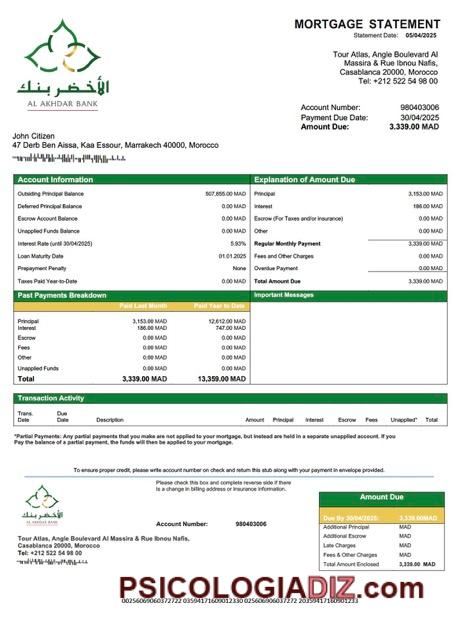 MORTGAGE STATEMENT
Statement Date: 05/04/2025
Tour Atlas, Angle Boulevard Al
Massira & Rue Ibnou Nafis,
Casablanca 20000, Morocco
Tel: +212 522 54 98 00
الأخضر بنك
AL AKHDAR BANK
Account Number: 980403006
Payment Due Date: 30/04/2025
Amount Due: 3.339.00 MAD
John Citizen
47 Derb Ben Aissa, Kaa Essour, Marrakech 40000, Morocco
Account Information
Outsiding Principal Balance 507,855.00 MAD
Deferred Principal Balance 0.00 MAD
Escrow Account Balance 0.00 MAD
Unapplied Funds Balance 0.00 MAD
Interest Rate (until 30/04/2025) 5.93%
Loan Maturity Date 01.01.2025
Prepayment Penalty None
Taxes Paid Year-to-Date 0.00 MAD
Explanation of Amount Due
Principal 3,153.00 MAD
Interest 186.00 MAD
Escrow (For Taxes and/or insurance) 0.00 MAD
Other 0.00 MAD
Regular Monthly Payment 3,339.00 MAD
Fees and Other Charges 0.00 MAD
Overdue Payment 0.00 MAD
Total Amount Due 3,339.00 MAD
Past Payments Breakdown
Paid Last Month Paid Year to Date
Principal 3,153.00 MAD 12,612.00 MAD
Interest 186.00 MAD 747.00 MAD
Escrow 0.00 MAD 0.00 MAD
Fees 0.00 MAD 0.00 MAD
Other 0.00 MAD 0.00 MAD
Unapplied Funds 0.00 MAD 0.00 MAD
Total 3,339.00 MAD 13,359.00 MAD
Important Messages
Transaction Activity
Trans. Date Due Date Description Amount Principal Interest Escrow Fees Unapplied* Total
*Partial Payments: Any partial payments that you make are not applied to your mortgage, but instead are held in a separate unapplied account. If you
Pay the balance of a partial payment, the funds will then be applied to your mortgage.
To ensure proper credit, please write account number on check and return this stub along with your payment in envelope provided.
الأخضر بنك
AL AKHDAR BANK
Please check this box and complete reverse side if there
is a change in billing address or insurance information.
Account Number: 980403006
Tour Atlas, Angle Boulevard Al Massira & Rue Ibnou Nafis,
Casablanca 20000, Morocco
Tel: +212 522 54 98 00
Amount Due
Due By 30/04/2025: 3,339.00MAD
Additional Principal MAD
Additional Escrow MAD
Late Charges MAD
Fees & Other Charges MAD
Total Amount Enclosed 3,339.00 MAD
PSICOLOGIADIZ.com